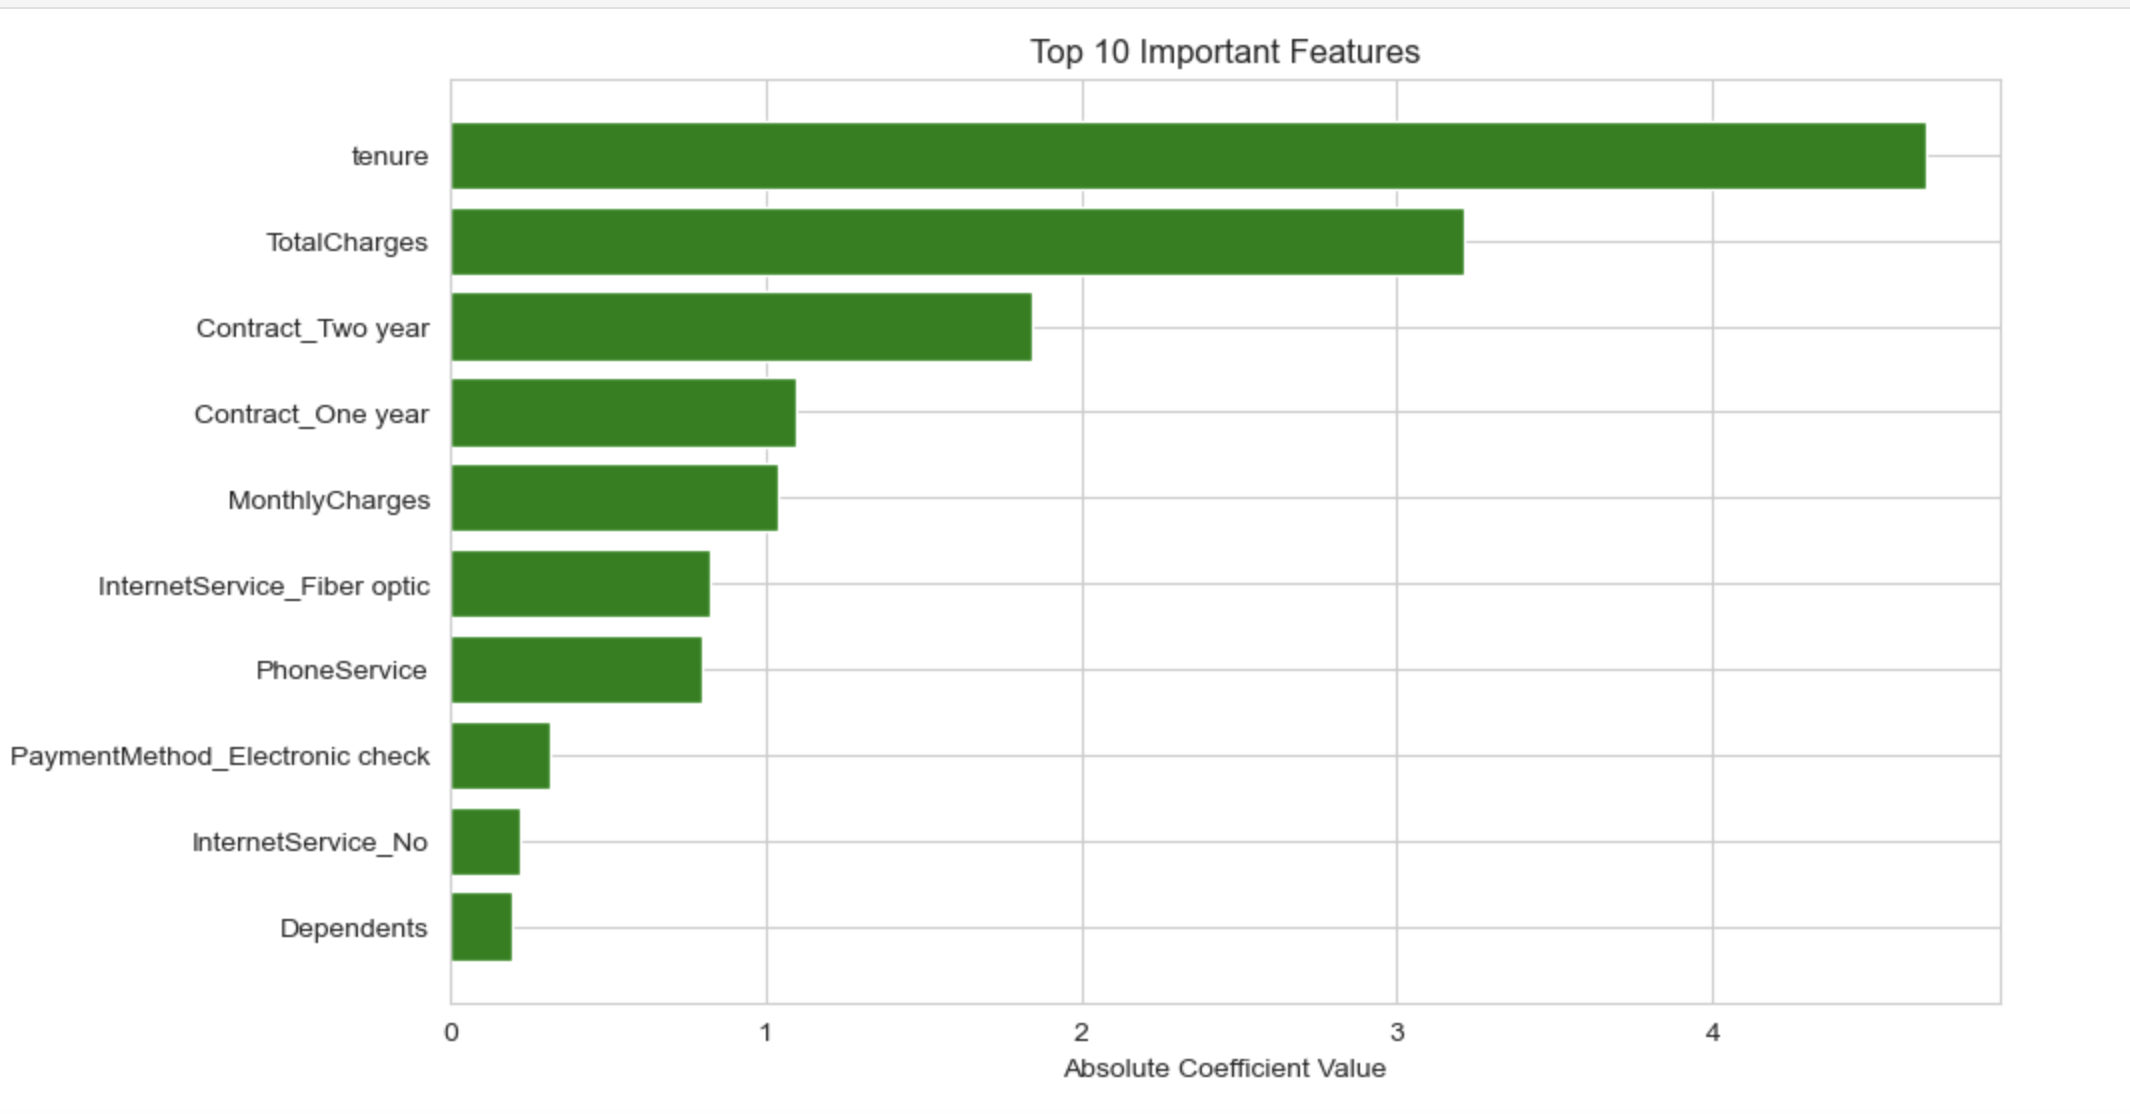 Top 10 Important Features
tenure
TotalCharges
Contract_Two year
Contract_One year
MonthlyCharges
InternetService_Fiber optic
PhoneService
PaymentMethod_Electronic check
InternetService_No
Dependents
0 1 2 3 4
Absolute Coefficient Value